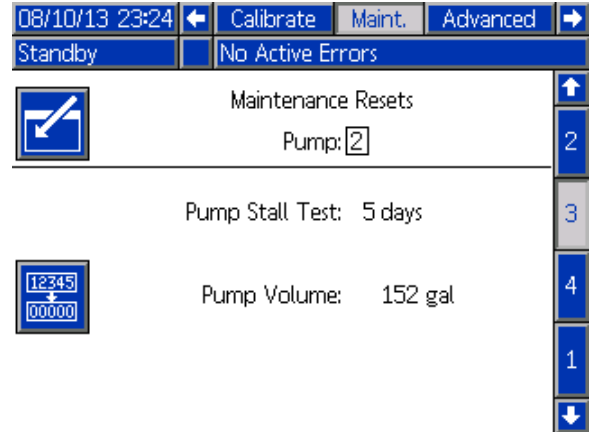 08/10/13 23:24 Calibrate Maint. Advanced
Standby No Active Errors
Maintenance Resets
Pump: 2
2
Pump Stall Test: 5 days
3
12345
00000
Pump Volume: 152 gal
4
1